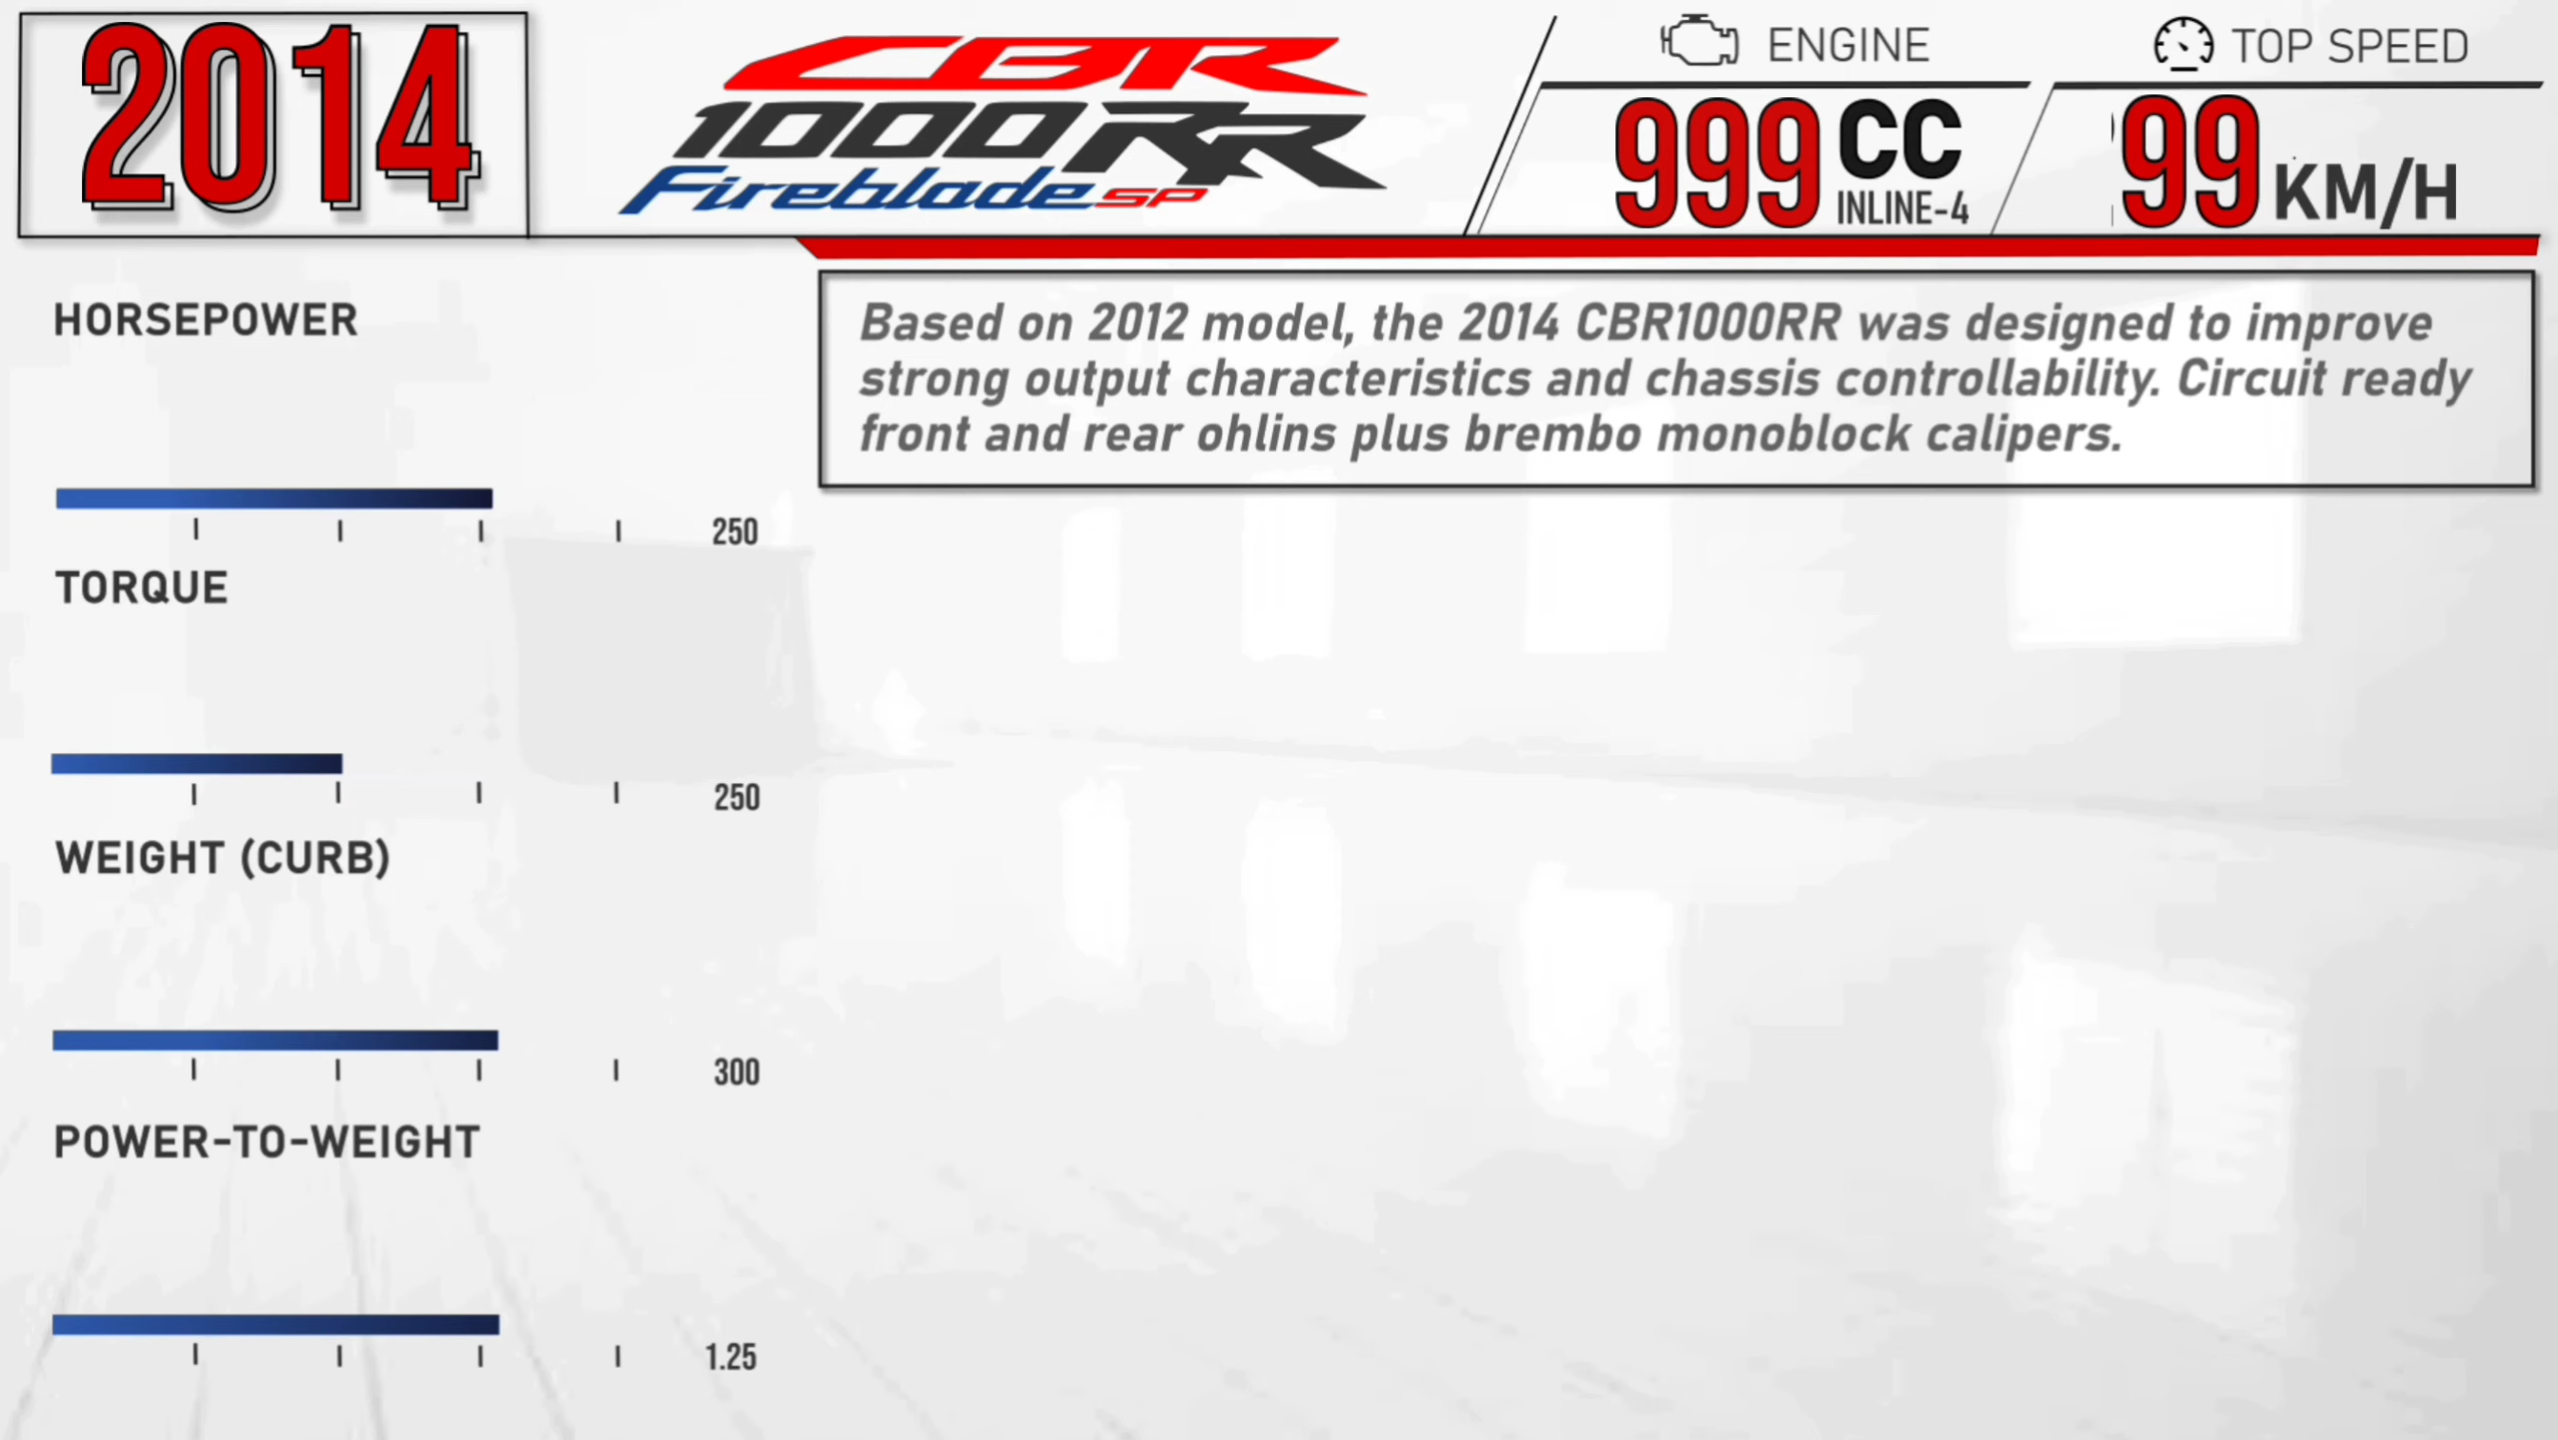 2014
CBR
1000RR
Fireblade SP
ENGINE
999 CC
INLINE-4
TOP SPEED
99 KM/H
Based on 2012 model, the 2014 CBR1000RR was designed to improve
strong output characteristics and chassis controllability. Circuit ready
front and rear ohlins plus brembo monoblock calipers.
HORSEPOWER
250
TORQUE
250
WEIGHT (CURB)
300
POWER-TO-WEIGHT
1.25